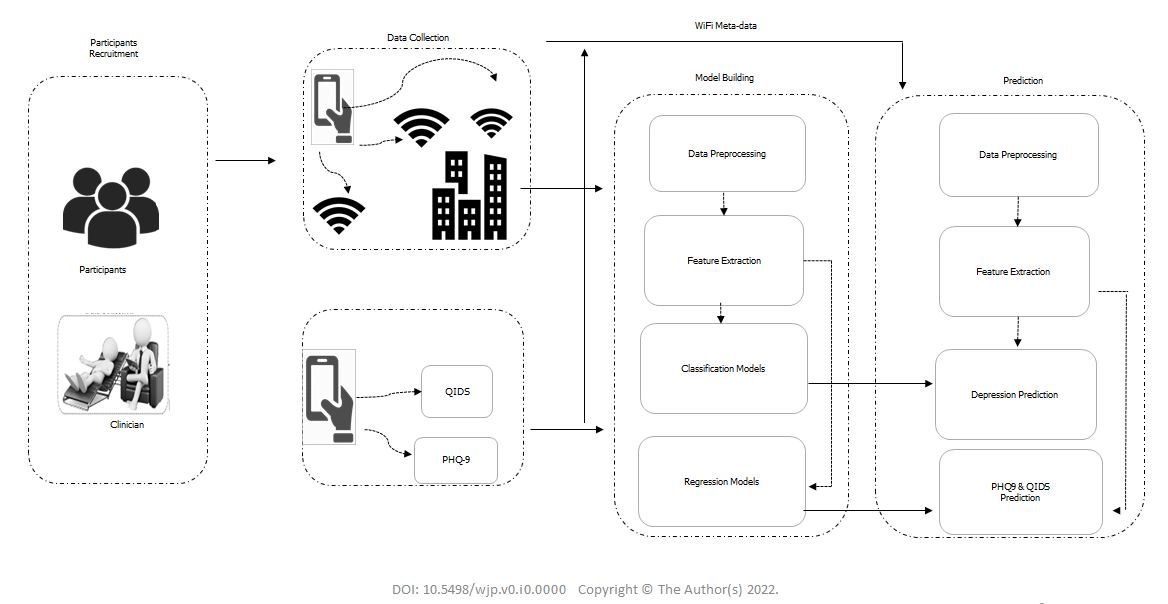 Participants
Recruitment
Participants
Clinician
Data Collection
QIDS
PHQ-9
WiFi Meta-data
Model Building
Data Preprocessing
Feature Extraction
Classification Models
Regression Models
Prediction
Data Preprocessing
Feature Extraction
Depression Prediction
PHQ9 & QIDS
Prediction
DOI: 10.5498/wjp.v0.i0.0000 Copyright © The Author(s) 2022.